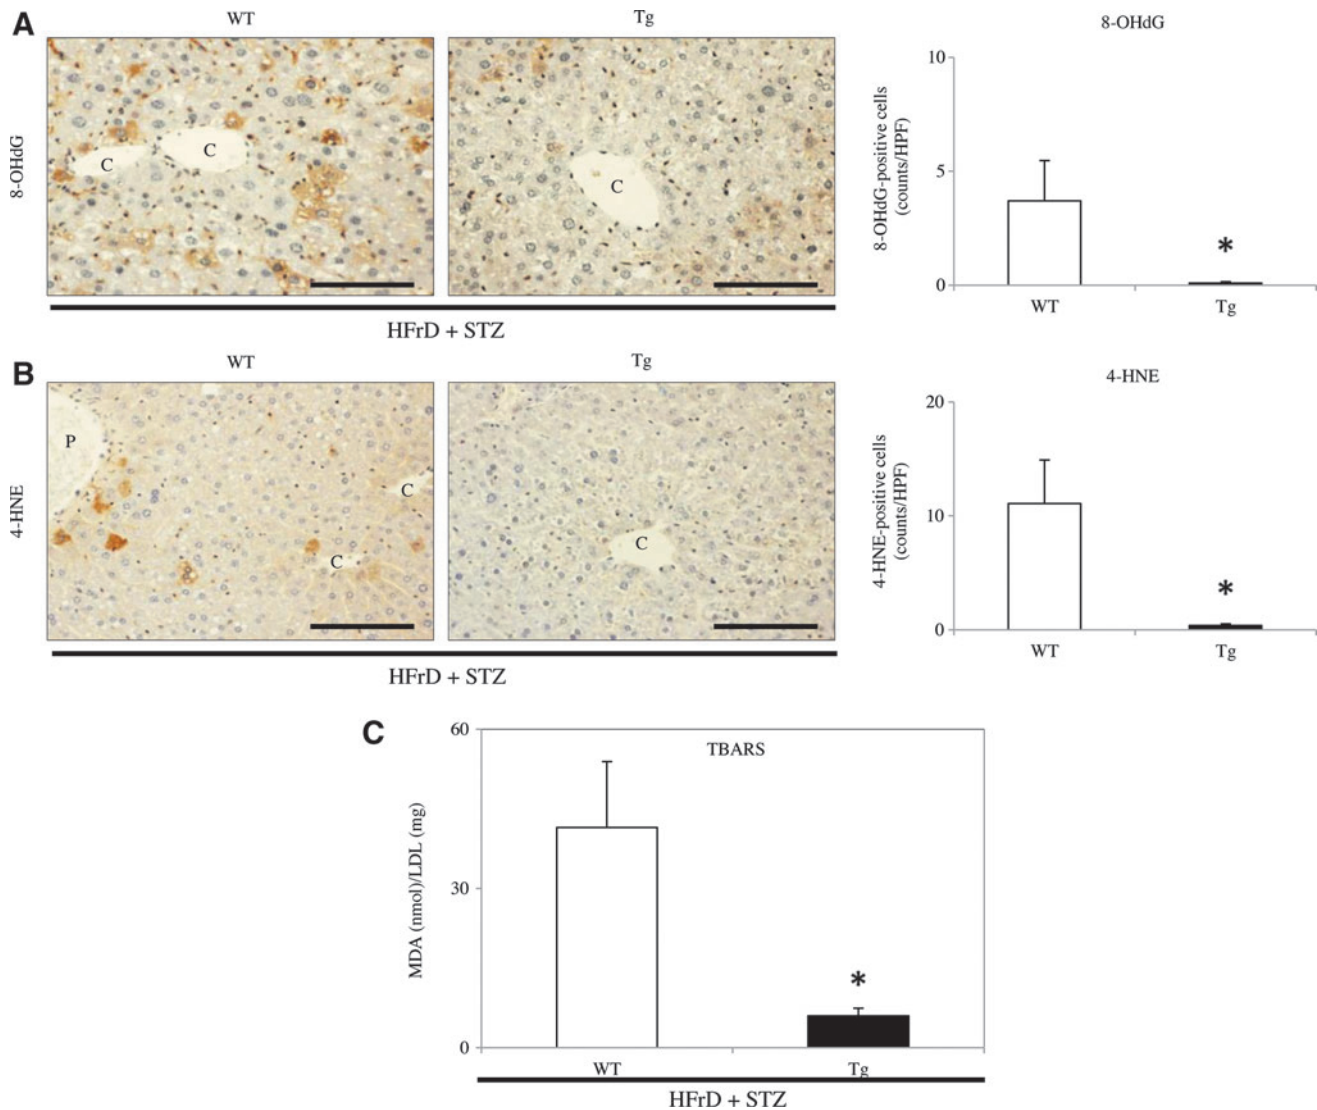 A
WT
Tg
8-OHdG
8-OHdG
C
C
C
HFrD + STZ
8-OHdG-positive cells
(counts/HPF)
10
5
0
*
WT
Tg
B
WT
Tg
4-HNE
4-HNE
P
C
C
C
HFrD + STZ
4-HNE-positive cells
(counts/HPF)
20
10
0
*
WT
Tg
C
TBARS
MDA (nmol)/LDL (mg)
60
30
0
*
WT
Tg
HFrD + STZ